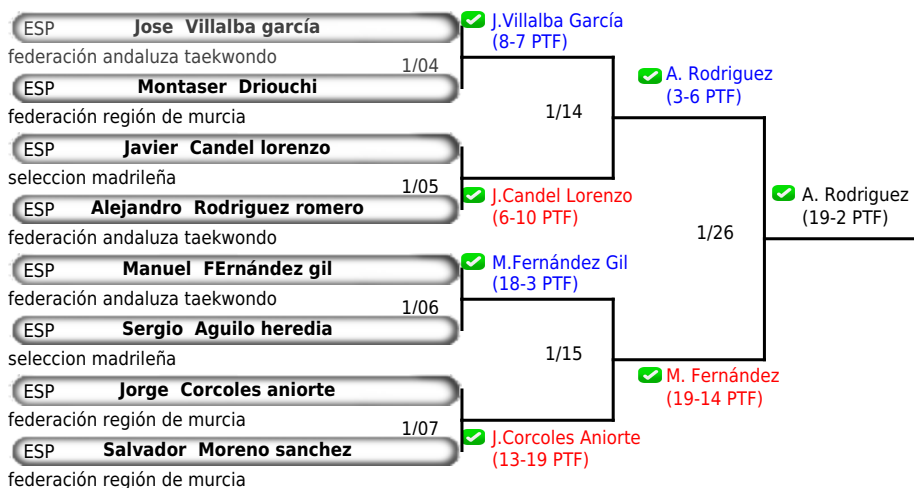 ESP Jose Villalba garcía
federación andaluza taekwondo
1/04
ESP Montaser Driouchi
federación región de murcia
ESP Javier Candel lorenzo
seleccion madrileña
1/05
ESP Alejandro Rodriguez romero
federación andaluza taekwondo
ESP Manuel FErnández gil
federación andaluza taekwondo
1/06
ESP Sergio Aguilo heredia
seleccion madrileña
ESP Jorge Corcoles aniorte
federación región de murcia
1/07
ESP Salvador Moreno sanchez
federación región de murcia
J.Villalba García
(8-7 PTF)
1/14
J.Candel Lorenzo
(6-10 PTF)
M.Fernández Gil
(18-3 PTF)
1/15
J.Corcoles Aniorte
(13-19 PTF)
A. Rodriguez
(3-6 PTF)
1/26
M. Fernández
(19-14 PTF)
A. Rodriguez
(19-2 PTF)